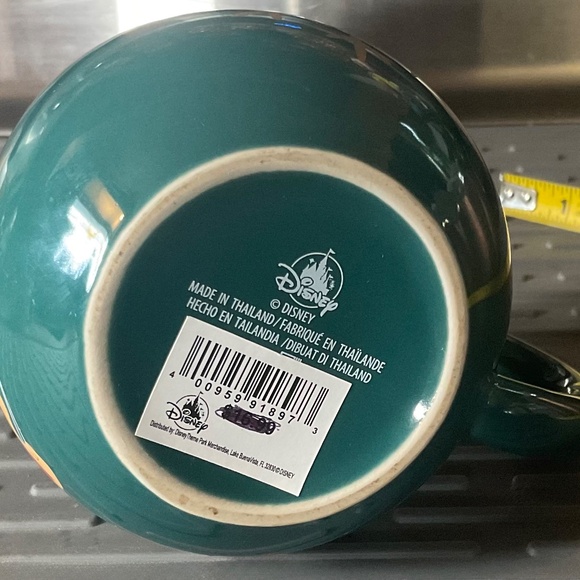 Disney
© DISNEY
MADE IN THAILAND / FABRIQUÉ EN THAÏLANDE
HECHO EN TAILANDIA / DIBUAT DI THAILAND
4 00959 91897 3
Disney
Distributed by: Disney Theme Park Merchandise, Lake Buena Vista, FL 32830 © DISNEY
1